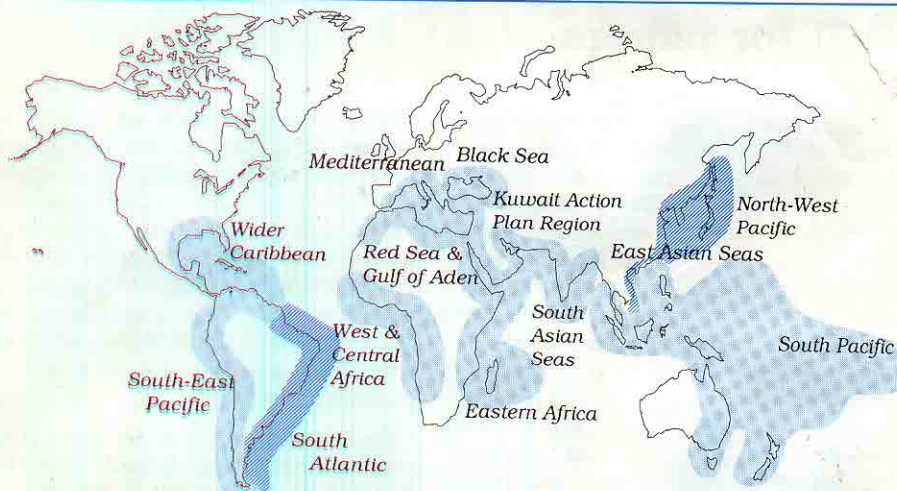 Mediterranean
Black Sea
Kuwait Action
Plan Region
North-West
Pacific
Wider
Caribbean
Red Sea &
Gulf of Aden
East Asian Seas
South
Asian
Seas
West &
Central
Africa
South Pacific
South-East
Pacific
Eastern Africa
South
Atlantic